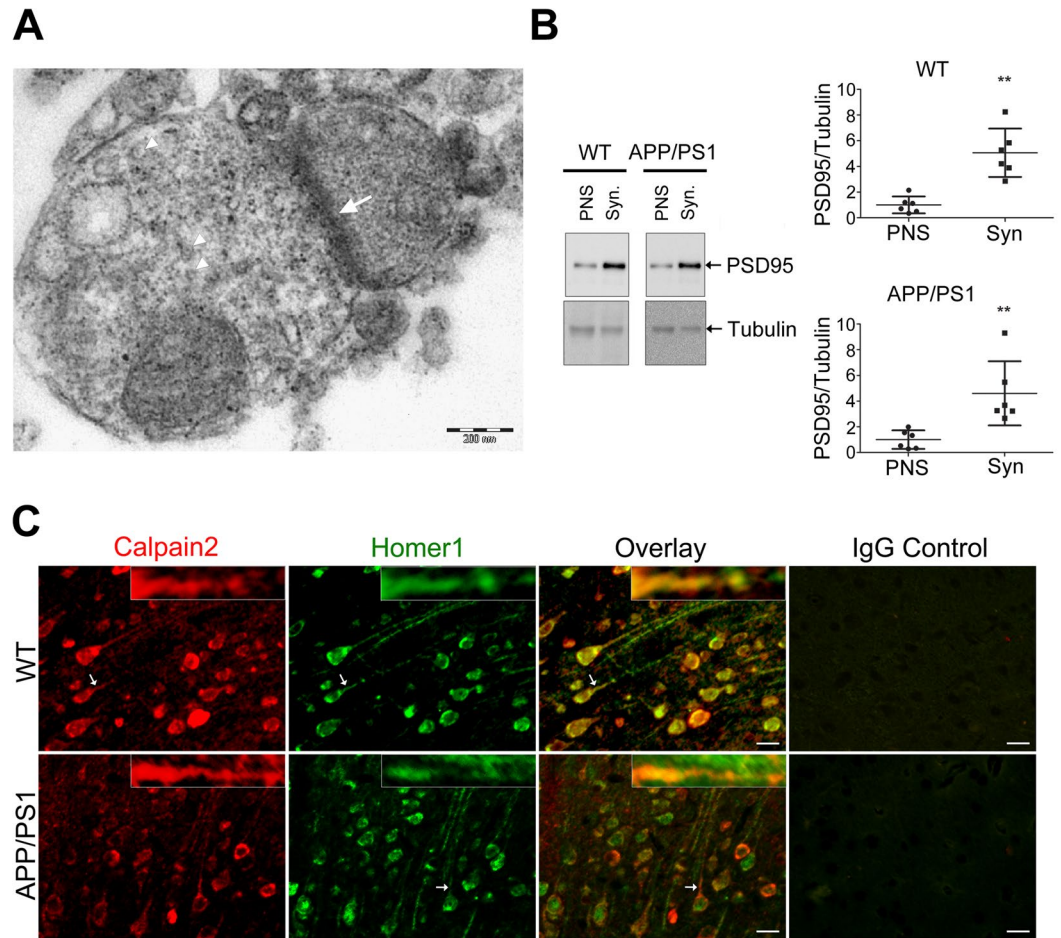 A
200 nm
B
WT APP/PS1
PNS Syn. PNS Syn.
PSD95
Tubulin
WT
**
PSD95/Tubulin
10
8
6
4
2
0
PNS Syn
APP/PS1
**
PSD95/Tubulin
10
8
6
4
2
0
PNS Syn
C
Calpain2 Homer1 Overlay IgG Control
WT
APP/PS1